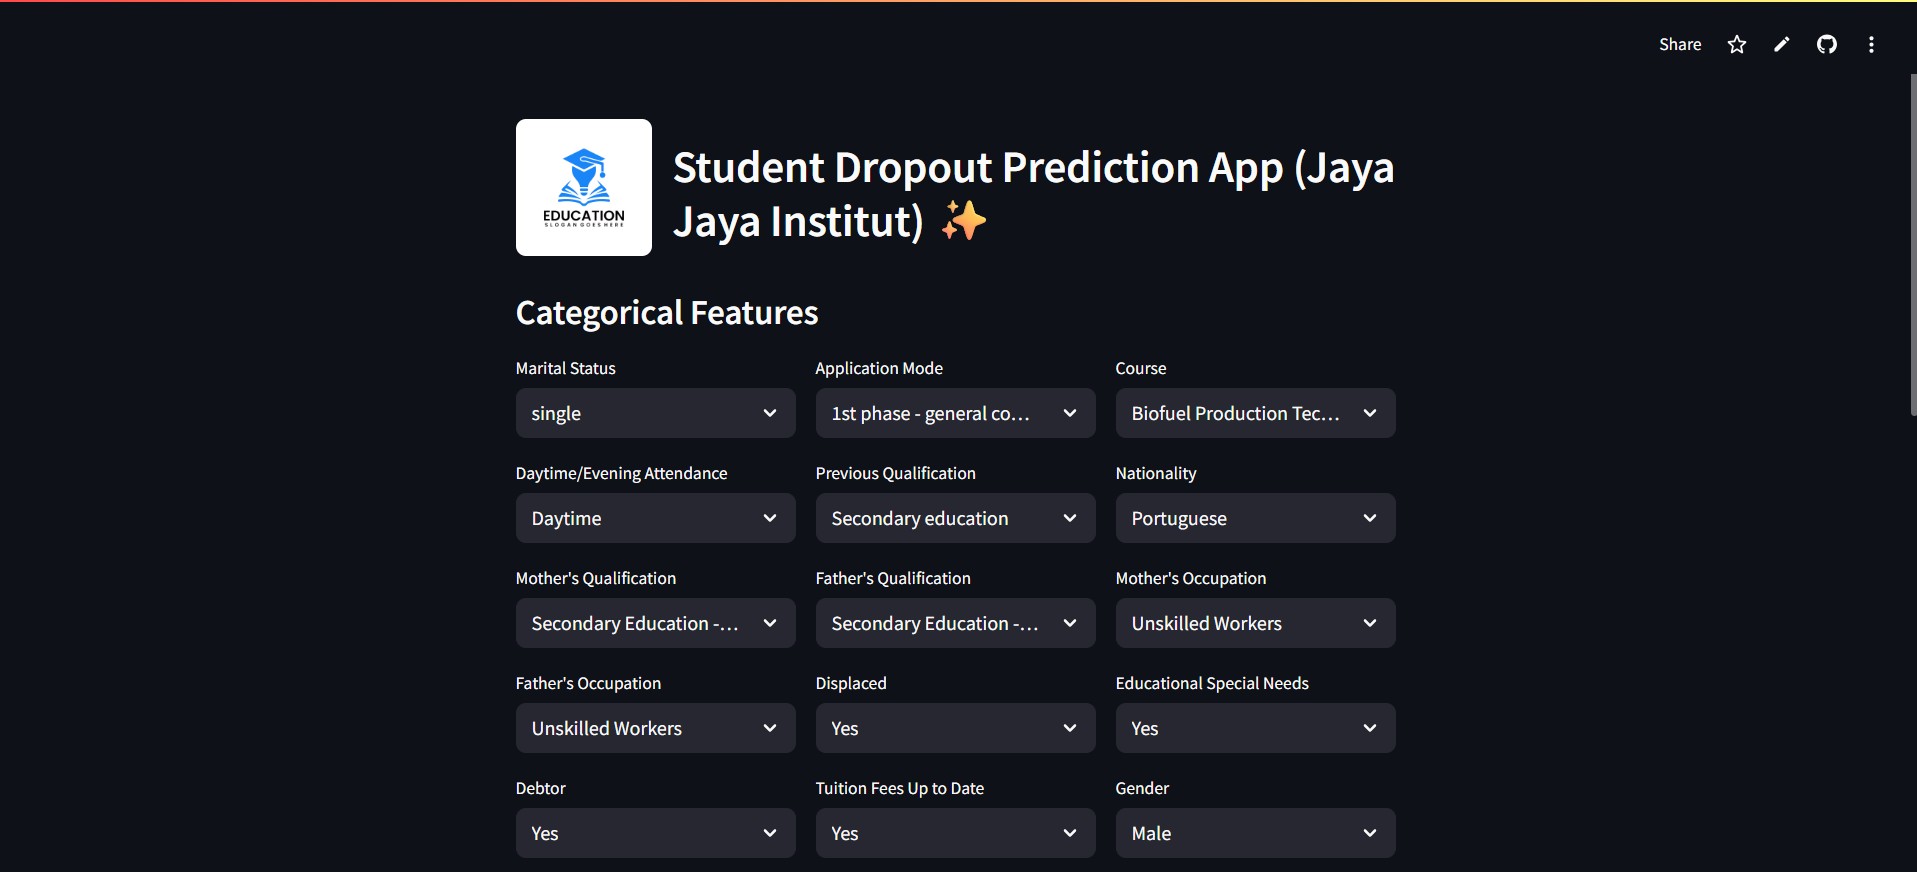 Share
EDUCATION
SLOGAN GOES HERE
Student Dropout Prediction App (Jaya
Jaya Institut) ✨
Categorical Features
Marital Status
Application Mode
Course
single
1st phase - general co...
Biofuel Production Tec...
Daytime/Evening Attendance
Previous Qualification
Nationality
Daytime
Secondary education
Portuguese
Mother's Qualification
Father's Qualification
Mother's Occupation
Secondary Education -...
Secondary Education -...
Unskilled Workers
Father's Occupation
Displaced
Educational Special Needs
Unskilled Workers
Yes
Yes
Debtor
Tuition Fees Up to Date
Gender
Yes
Yes
Male